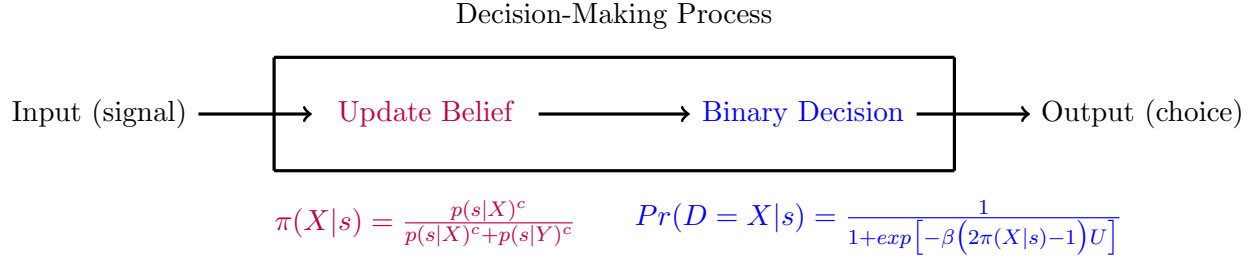 Decision-Making Process
Input (signal) Update Belief Binary Decision Output (choice)
π(X|s) = p(s|X)^c / p(s|X)^c+p(s|Y)^c Pr(D = X|s) = 1 / 1+exp[−β(2π(X|s)−1)U]